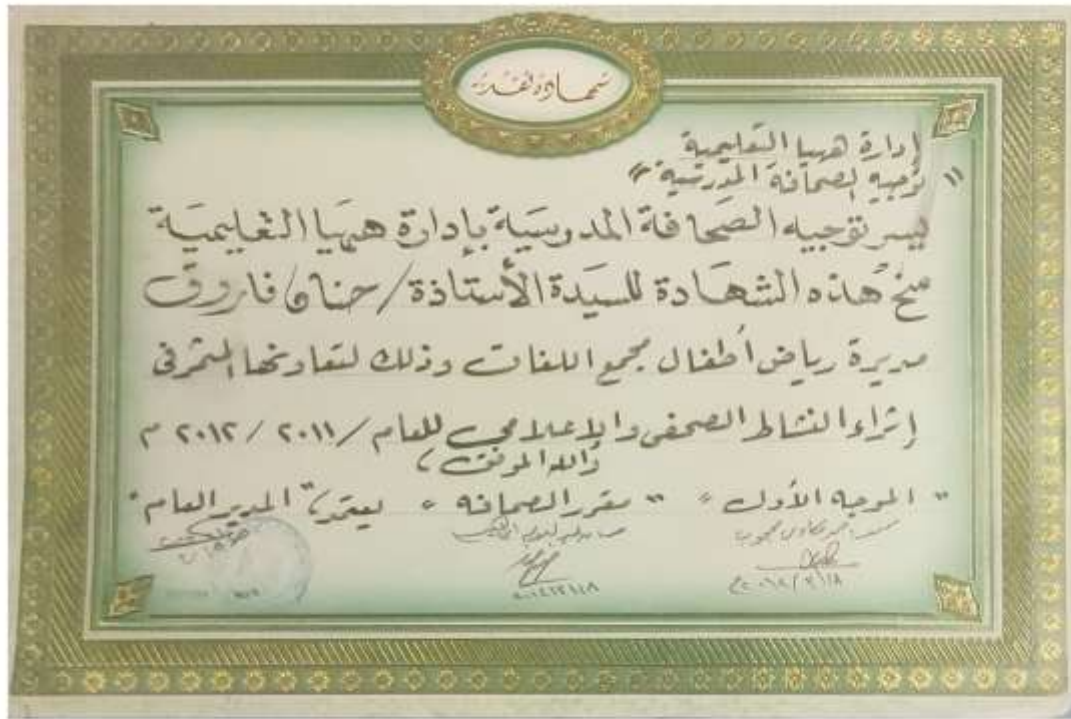 شهادة تقدير
إدارة ههيا التعليمية
" توجيه الصحافة المدرسية "
يسر توجيه الصحافة المدرسية بإدارة ههيا التعليمية
منح هذه الشهادة للسيدة الأستاذة / حنان فاروق
مديرة رياض أطفال مجمع اللغات وذلك لتعاونها المثمر فى
إثراء النشاط الصحفى والإعلامي للعام / ٢٠١١ / ٢٠١٢ م
والله الموفق ،
" الموجه الأول " " مقرر الصحافة " يعتمد ،" المدير العام "